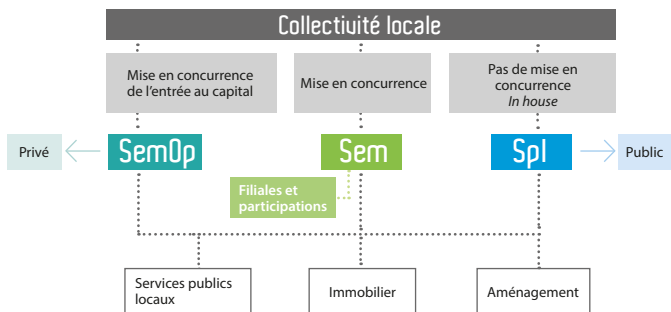 Collectivité locale
Mise en concurrence
de l'entrée au capital
Mise en concurrence
Pas de mise en
concurrence
In house
Privé
SemOp
Sem
Spl
Public
Filiales et
participations
Services publics
locaux
Immobilier
Aménagement